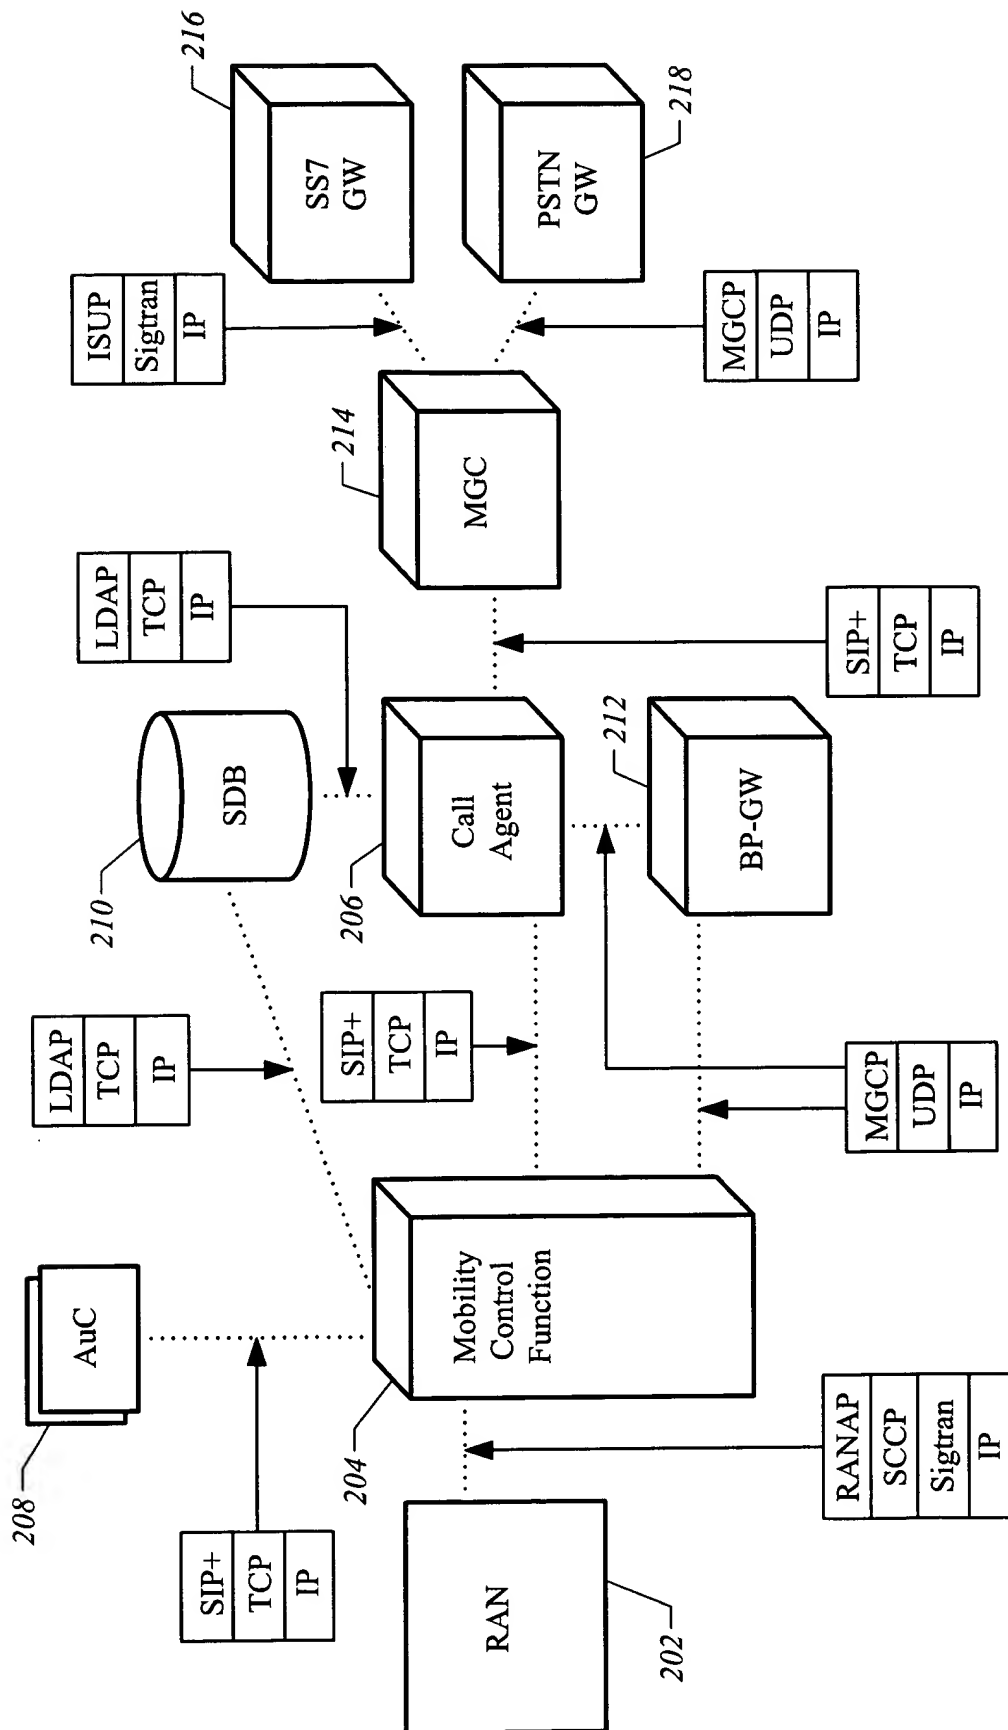 208
AuC
SIP+
TCP
IP
LDAP
TCP
IP
210
SDB
LDAP
TCP
IP
ISUP
Sigtran
IP
216
SS7
GW
204
Mobility
Control
Function
SIP+
TCP
IP
206
Call
Agent
214
MGC
RAN
202
212
BP-GW
PSTN
GW
218
RANAP
SCCP
Sigtran
IP
MGCP
UDP
IP
SIP+
TCP
IP
MGCP
UDP
IP